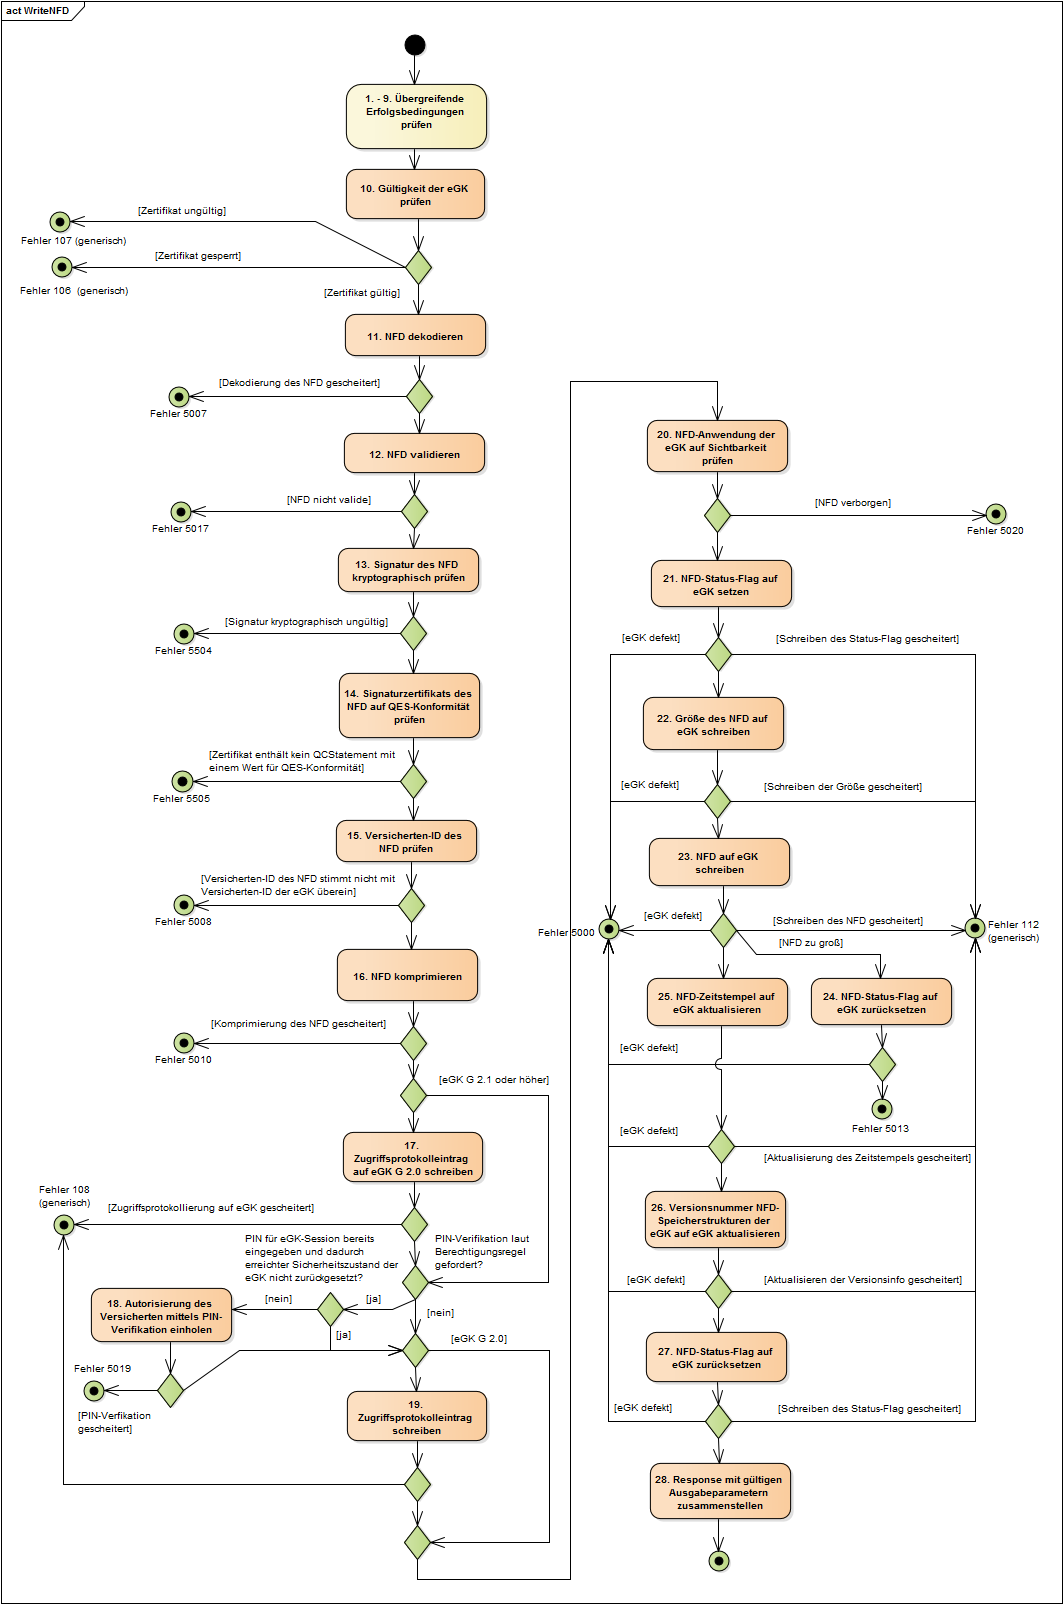 act WriteNFD
1. - 9. Übergreifende
Erfolgsbedingungen
prüfen
10. Gültigkeit der eGK
prüfen
[Zertifikat ungültig]
Fehler 107 (generisch)
[Zertifikat gesperrt]
Fehler 106  (generisch)
[Zertifikat gültig]
11. NFD dekodieren
[Dekodierung des NFD gescheitert]
Fehler 5007
12. NFD validieren
[NFD nicht valide]
Fehler 5017
13. Signatur des NFD
kryptographisch prüfen
[Signatur kryptographisch ungültig]
Fehler 5504
14. Signaturzertifikats des
NFD auf QES-Konformität
prüfen
[Zertifikat enthält kein QCStatement mit
einem Wert für QES-Konformität]
Fehler 5505
15. Versicherten-ID des
NFD prüfen
[Versicherten-ID des NFD stimmt nicht mit
Versicherten-ID der eGK überein]
Fehler 5008
16. NFD komprimieren
[Komprimierung des NFD gescheitert]
Fehler 5010
[eGK G 2.1 oder höher]
17.
Zugriffsprotokolleintrag
auf eGK G 2.0 schreiben
Fehler 108
(generisch)
[Zugriffsprotokollierung auf eGK gescheitert]
PIN für eGK-Session bereits
eingegeben und dadurch
erreichter Sicherheitszustand der
eGK nicht zurückgesetzt?
PIN-Verifikation laut
Berechtigungsregel
gefordert?
[nein]
[ja]
[nein]
18. Autorisierung des
Versicherten mittels PIN-
Verifikation einholen
[ja]
[eGK G 2.0]
Fehler 5019
[PIN-Verfikation
gescheitert]
19.
Zugriffsprotokolleintrag
schreiben
20. NFD-Anwendung der
eGK auf Sichtbarkeit
prüfen
[NFD verborgen]
Fehler 5020
21. NFD-Status-Flag auf
eGK setzen
[eGK defekt]
[Schreiben des Status-Flag gescheitert]
22. Größe des NFD auf
eGK schreiben
[eGK defekt]
[Schreiben der Größe gescheitert]
23. NFD auf eGK
schreiben
[eGK defekt]
[Schreiben des NFD gescheitert]
Fehler 5000
Fehler 112
(generisch)
[NFD zu groß]
25. NFD-Zeitstempel auf
eGK aktualisieren
24. NFD-Status-Flag auf
eGK zurücksetzen
[eGK defekt]
Fehler 5013
[eGK defekt]
[Aktualisierung des Zeitstempels gescheitert]
26. Versionsnummer NFD-
Speicherstrukturen der
eGK auf eGK aktualisieren
[eGK defekt]
[Aktualisieren der Versionsinfo gescheitert]
27. NFD-Status-Flag auf
eGK zurücksetzen
[eGK defekt]
[Schreiben des Status-Flag gescheitert]
28. Response mit gültigen
Ausgabeparametern
zusammenstellen